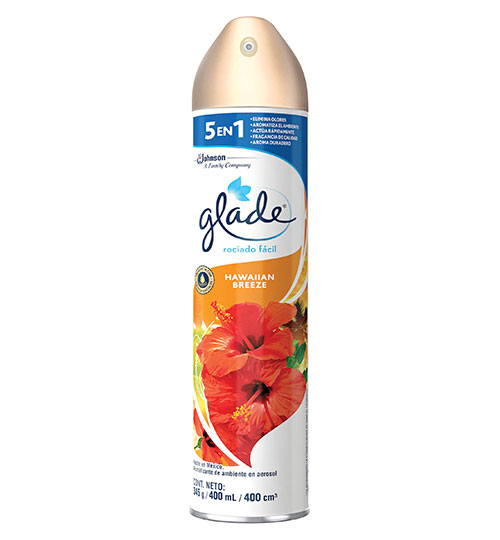 5 EN 1
•ELIMINA OLORES
•AROMATIZA EL AMBIENTE
•ACTÚA RÁPIDAMENTE
•FRAGANCIA DE CALIDAD
•AROMA DURADERO
SC Johnson
A Family Company
glade®
rociado fácil
HAWAIIAN
BREEZE
Hecho en México.
Aromatizante de ambiente en aerosol
CONT. NETO:
345 g / 400 mL / 400 cm³